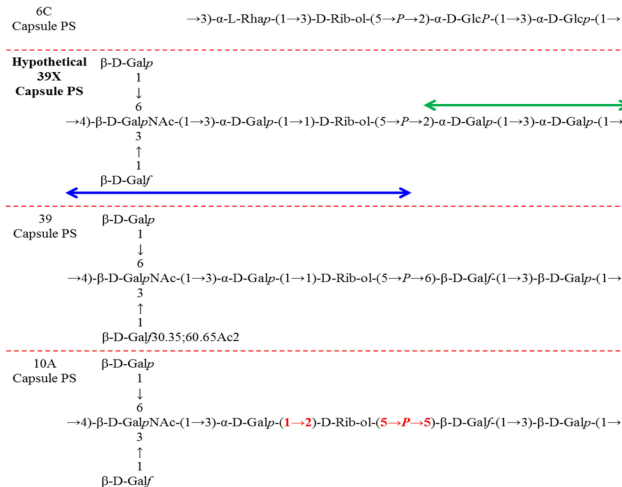 6C
Capsule PS
→3)-α-L-Rhap-(1→3)-D-Rib-ol-(5→P→2)-α-D-GlcP-(1→3)-α-D-Glcp-(1→
Hypothetical
39X
Capsule PS
β-D-Galp
1
↓
6
→4)-β-D-GalpNAc-(1→3)-α-D-Galp-(1→1)-D-Rib-ol-(5→P→2)-α-D-Galp-(1→3)-α-D-Galp-(1→
3
↑
1
β-D-Galf
39
Capsule PS
β-D-Galp
1
↓
6
→4)-β-D-GalpNAc-(1→3)-α-D-Galp-(1→1)-D-Rib-ol-(5→P→6)-β-D-Galf-(1→3)-β-D-Galp-(1→
3
↑
1
β-D-Galf30.35;60.65Ac2
10A
Capsule PS
β-D-Galp
1
↓
6
→4)-β-D-GalpNAc-(1→3)-α-D-Galp-(1→2)-D-Rib-ol-(5→P→5)-β-D-Galf-(1→3)-β-D-Galp-(1→
3
↑
1
β-D-Galf